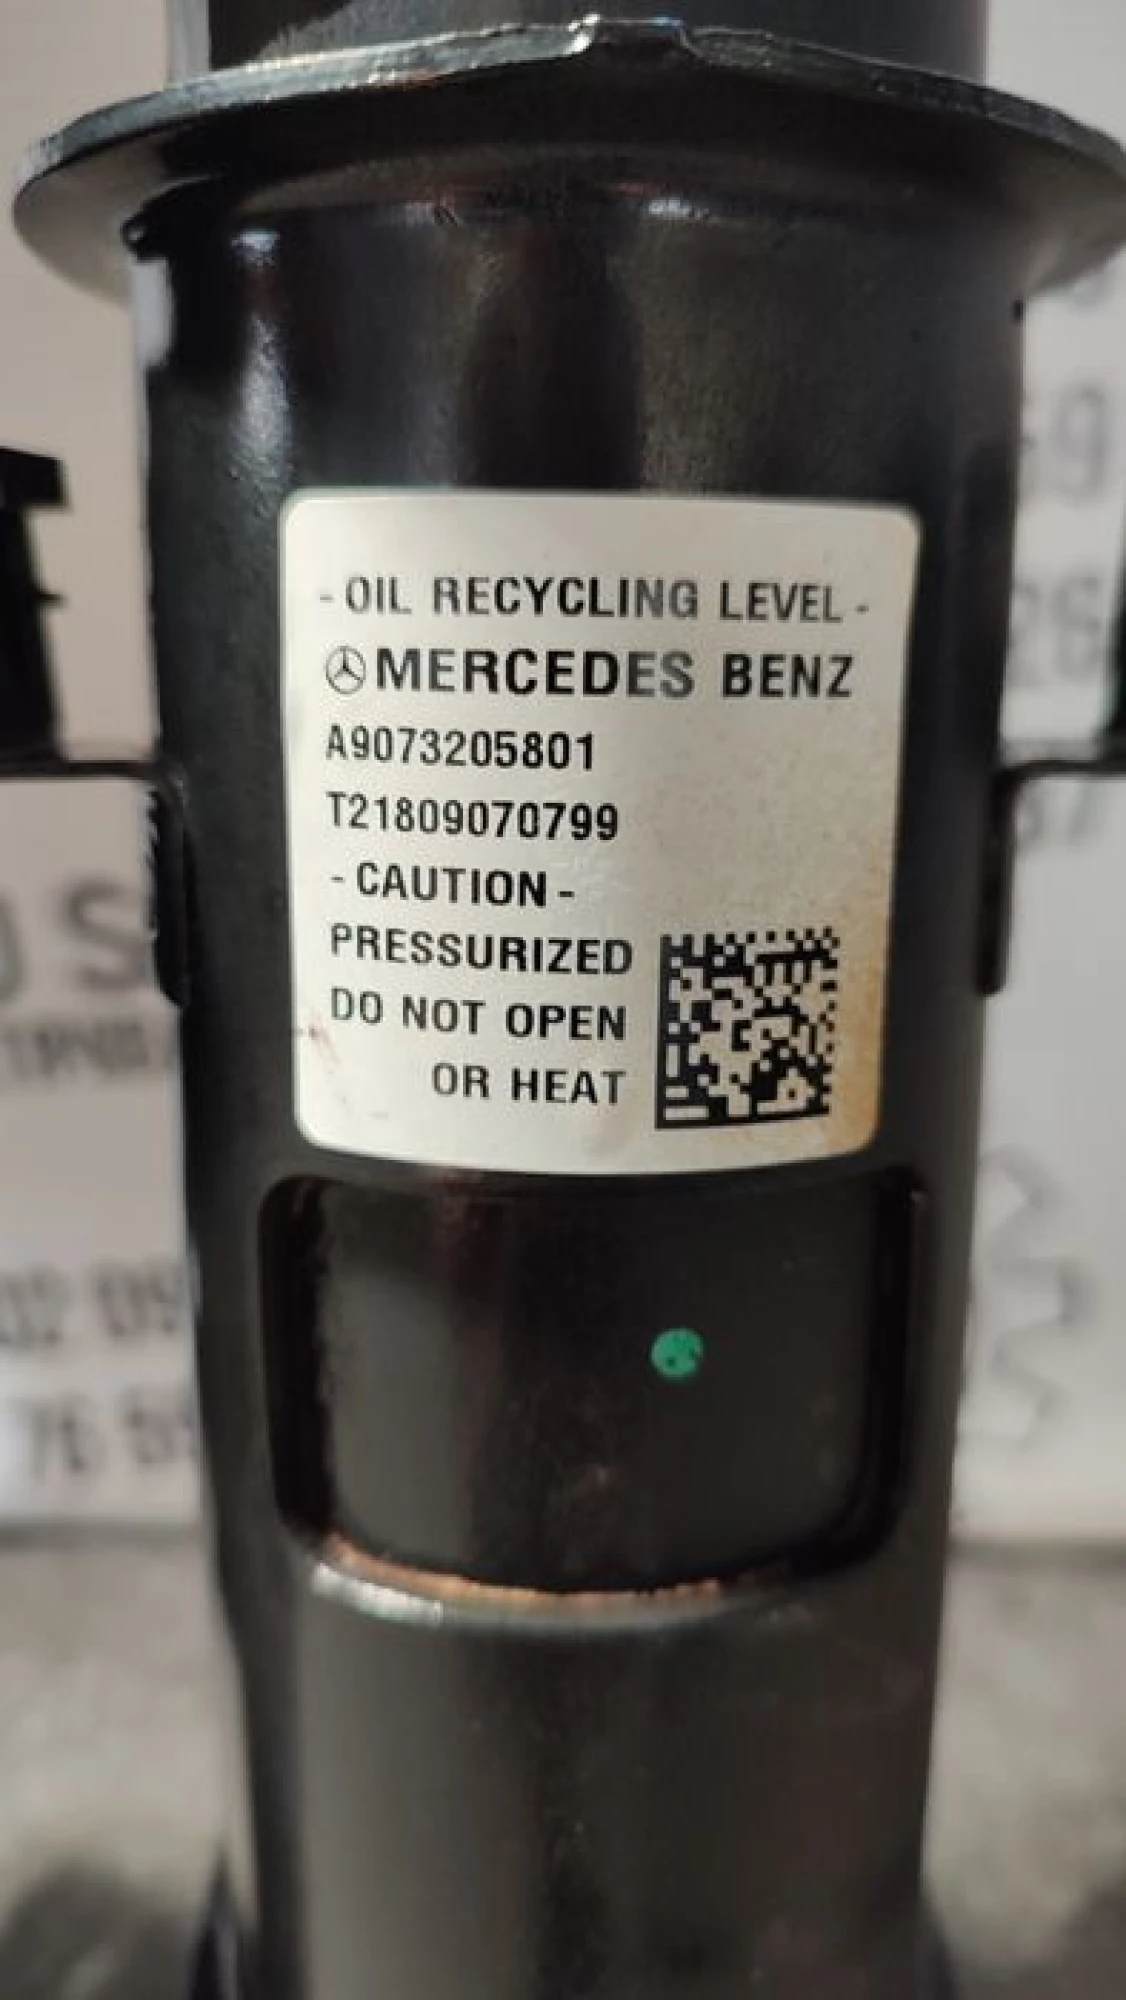 - OIL RECYCLING LEVEL -
MERCEDES BENZ
A9073205801
T21809070799
- CAUTION -
PRESSURIZED
DO NOT OPEN
OR HEAT